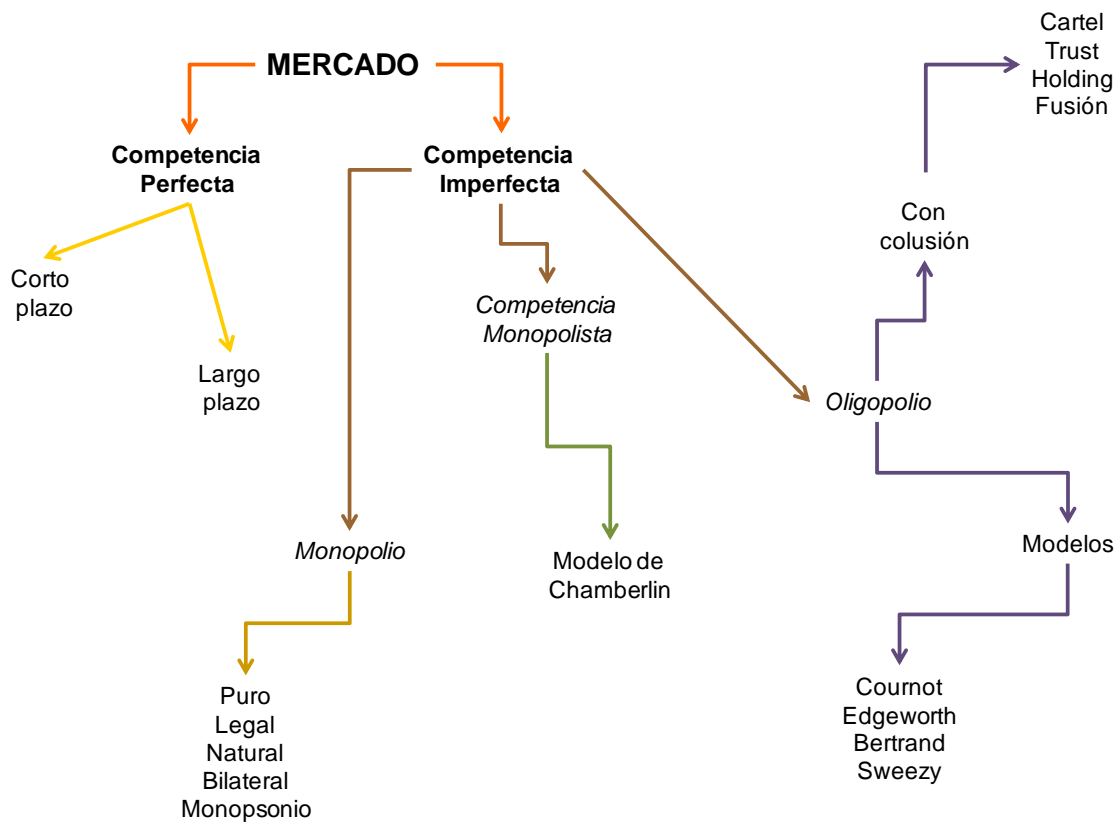 MERCADO
Competencia
Perfecta
Corto
plazo
Largo
plazo
Competencia
Imperfecta
Monopolio
Puro
Legal
Natural
Bilateral
Monopsonio
Competencia
Monopolista
Modelo de
Chamberlin
Oligopolio
Con
colusión
Cartel
Trust
Holding
Fusión
Modelos
Cournot
Edgeworth
Bertrand
Sweezy